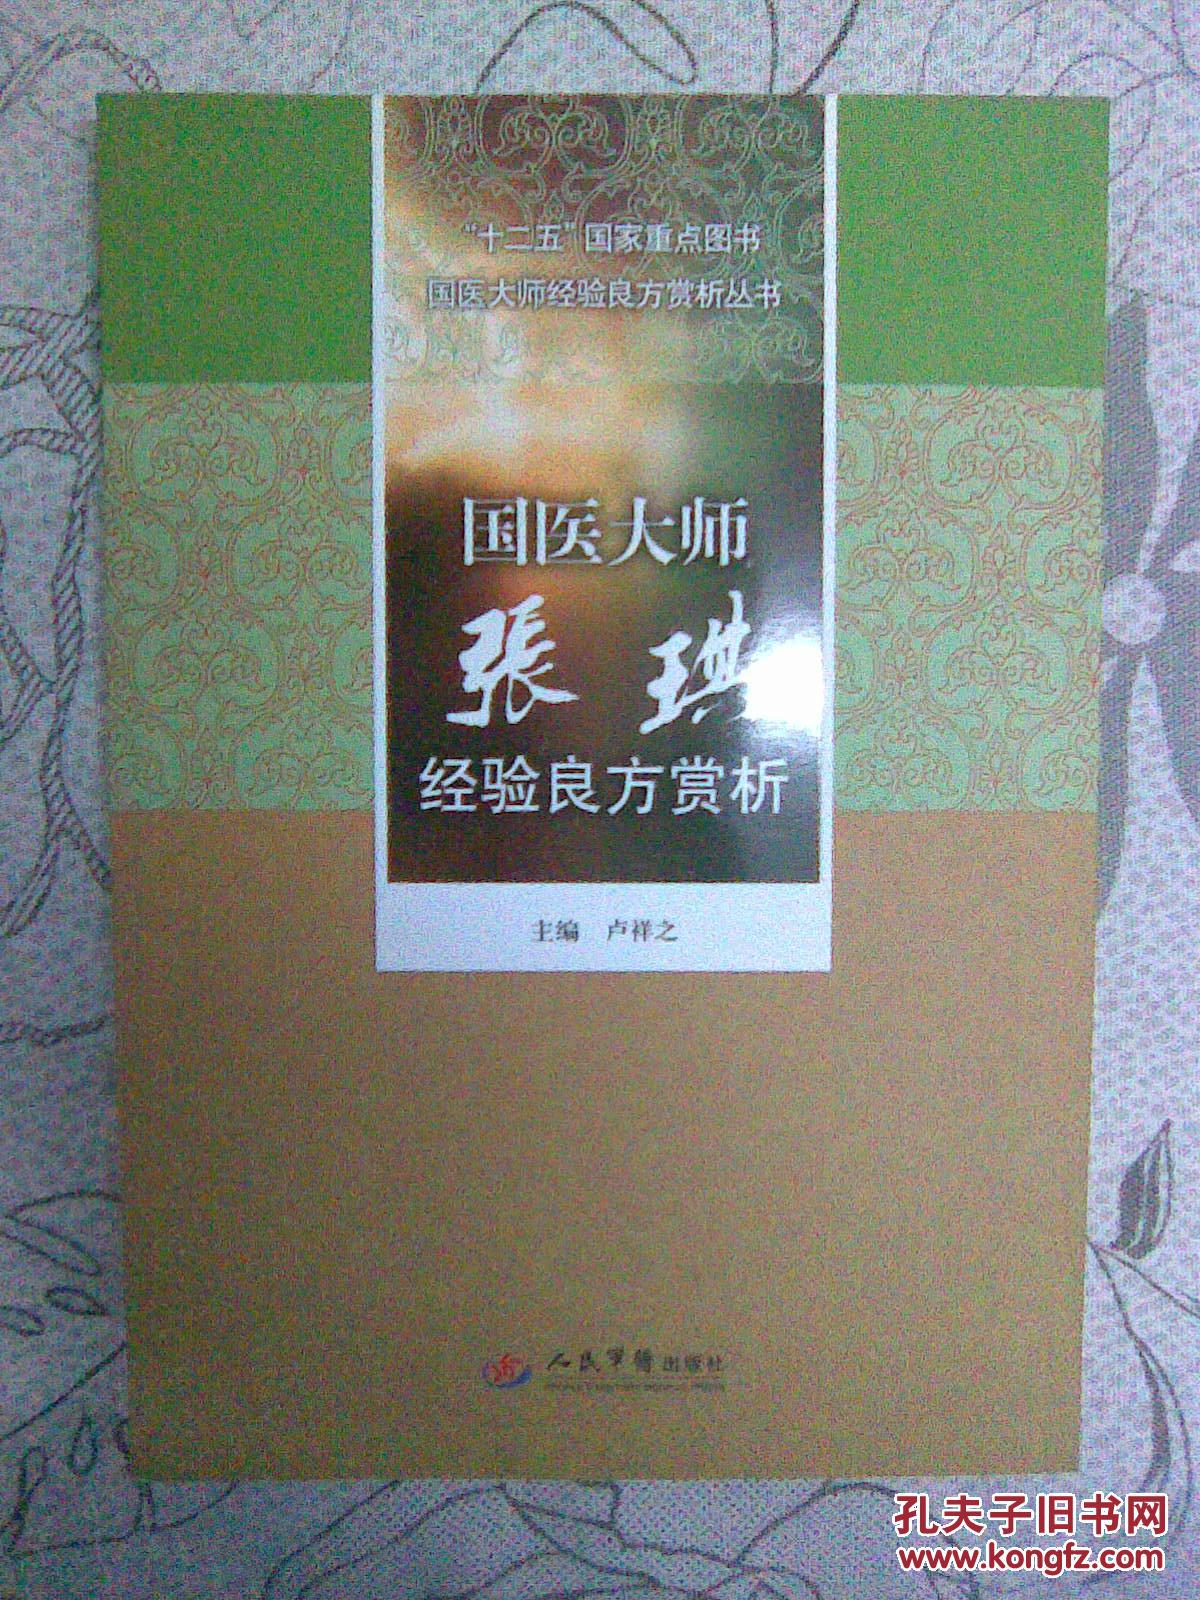 “十二五”国家重点图书
国医大师经验良方赏析丛书
国医大师
張琪
经验良方赏析
主编 卢祥之
人民军醫出版社
孔夫子旧书网
www.kongfz.com